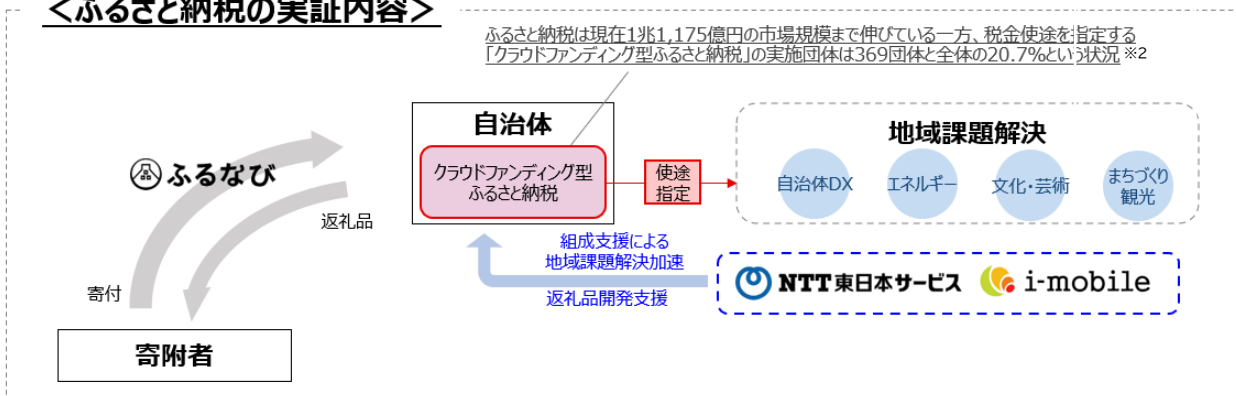 ＜ふるさと納税の実証内容＞
ふるさと納税は現在1兆1,175億円の市場規模まで伸びている一方、税金使途を指定する
「クラウドファンディング型ふるさと納税」の実施団体は369団体と全体の20.7%という状況 ※2
自治体
地域課題解決
ふるなび
クラウドファンディング型
ふるさと納税
使途
指定
自治体DX
エネルギー
文化・芸術
まちづくり
観光
返礼品
組成支援による
地域課題解決加速
NTT東日本サービス
i-mobile
寄付
返礼品開発支援
寄附者